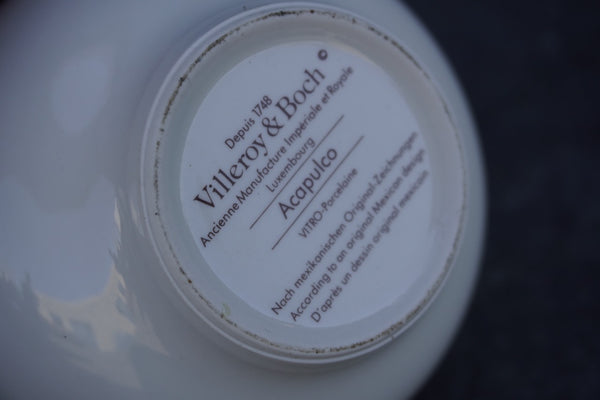 Depuis 1748
Villeroy & Boch ©
Ancienne Manufacture Impériale et Royale
Luxembourg
Acapulco
VITRO-Porcelaine
Nach mexikanischen Original-Zeichnungen
According to an original Mexican design
D'après un dessin original mexicain